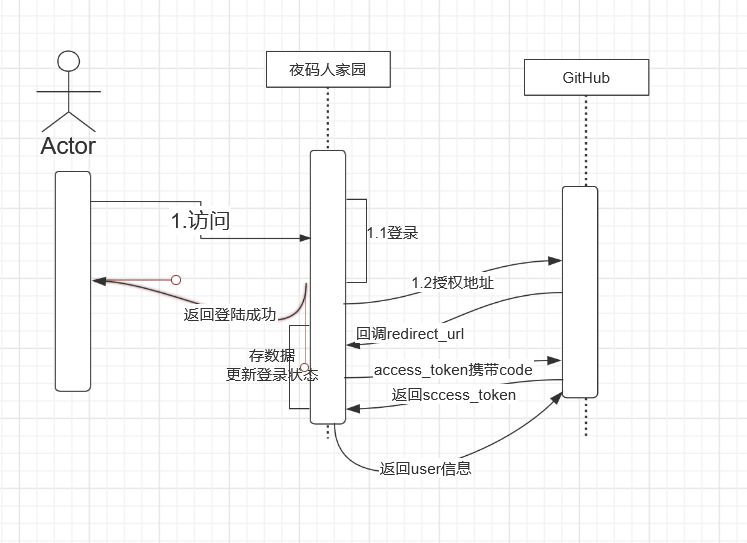 夜码人家园
GitHub
Actor
1.访问
1.1登录
1.2授权地址
返回登陆成功
回调redirect_url
存数据
更新登录状态
access_token携带code
返回sccess_token
返回user信息